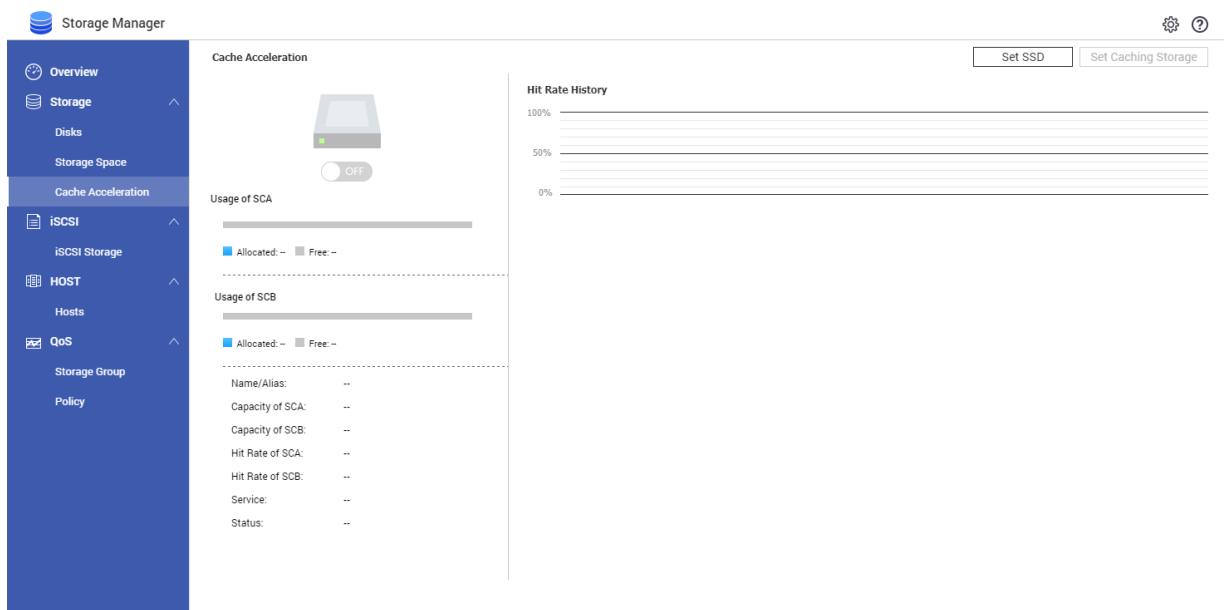 Storage Manager
Cache Acceleration
Set SSD
Set Caching Storage
Overview
Storage
Disks
Storage Space
Cache Acceleration
iSCSI
iSCSI Storage
HOST
Hosts
QoS
Storage Group
Policy
OFF
Usage of SCA
Allocated: -- Free: --
Usage of SCB
Allocated: -- Free: --
Name/Alias: --
Capacity of SCA: --
Capacity of SCB: --
Hit Rate of SCA: --
Hit Rate of SCB: --
Service: --
Status: --
Hit Rate History
100%
50%
0%